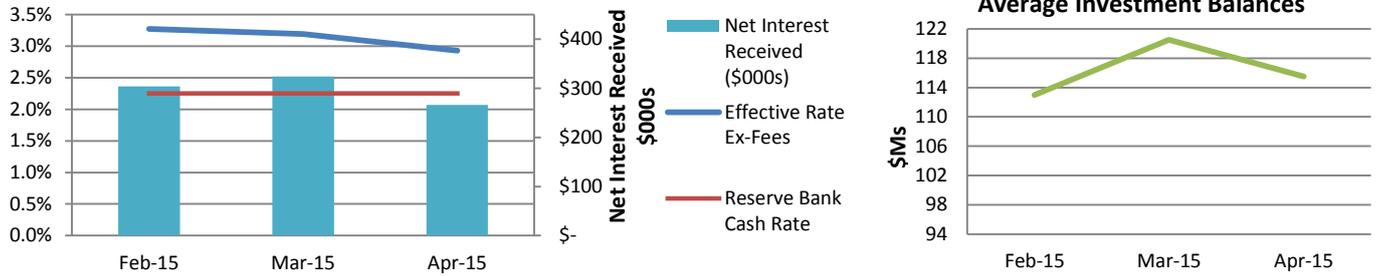 3.5%
3.0%
2.5%
2.0%
1.5%
1.0%
0.5%
0.0%
Feb-15 Mar-15 Apr-15
$400
$300
$200
$100
$-
Net Interest Received
$000s
Net Interest
Received
($000s)
Effective Rate
Ex-Fees
Reserve Bank
Cash Rate
Average Investment Balances
$Ms
122
118
114
110
106
102
98
94
Feb-15 Mar-15 Apr-15